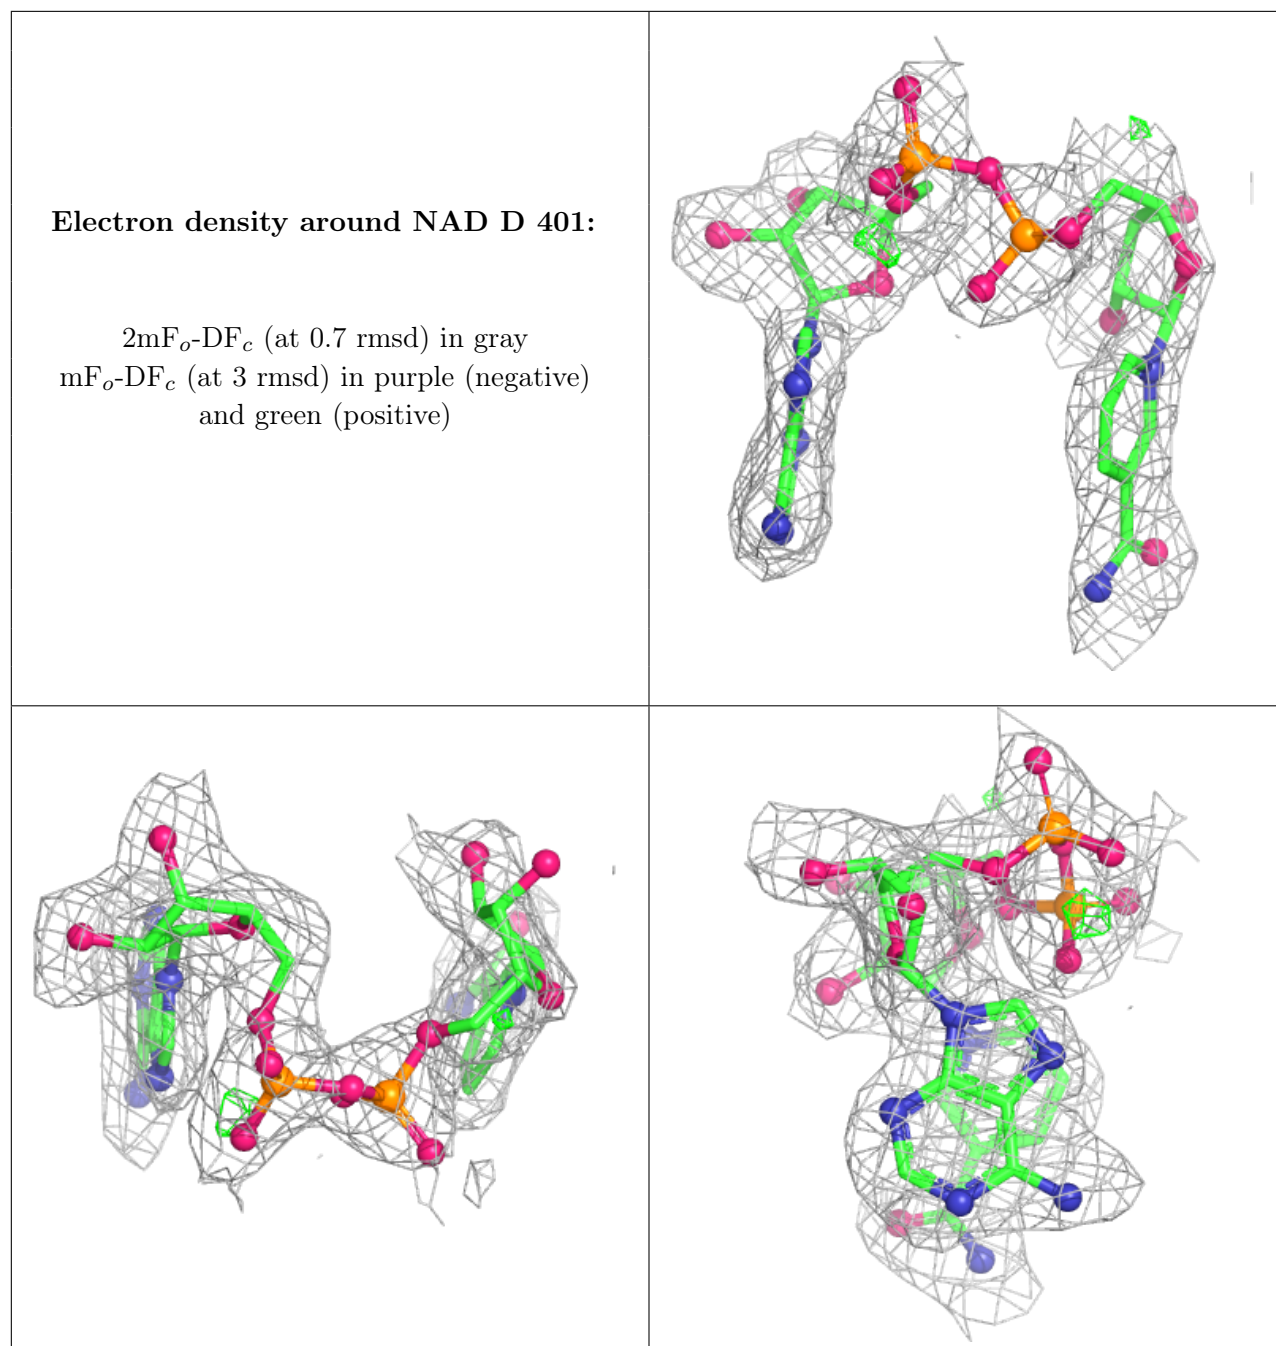 Electron density around NAD D 401:
2mFo-DFc (at 0.7 rmsd) in gray
mFo-DFc (at 3 rmsd) in purple (negative)
and green (positive)